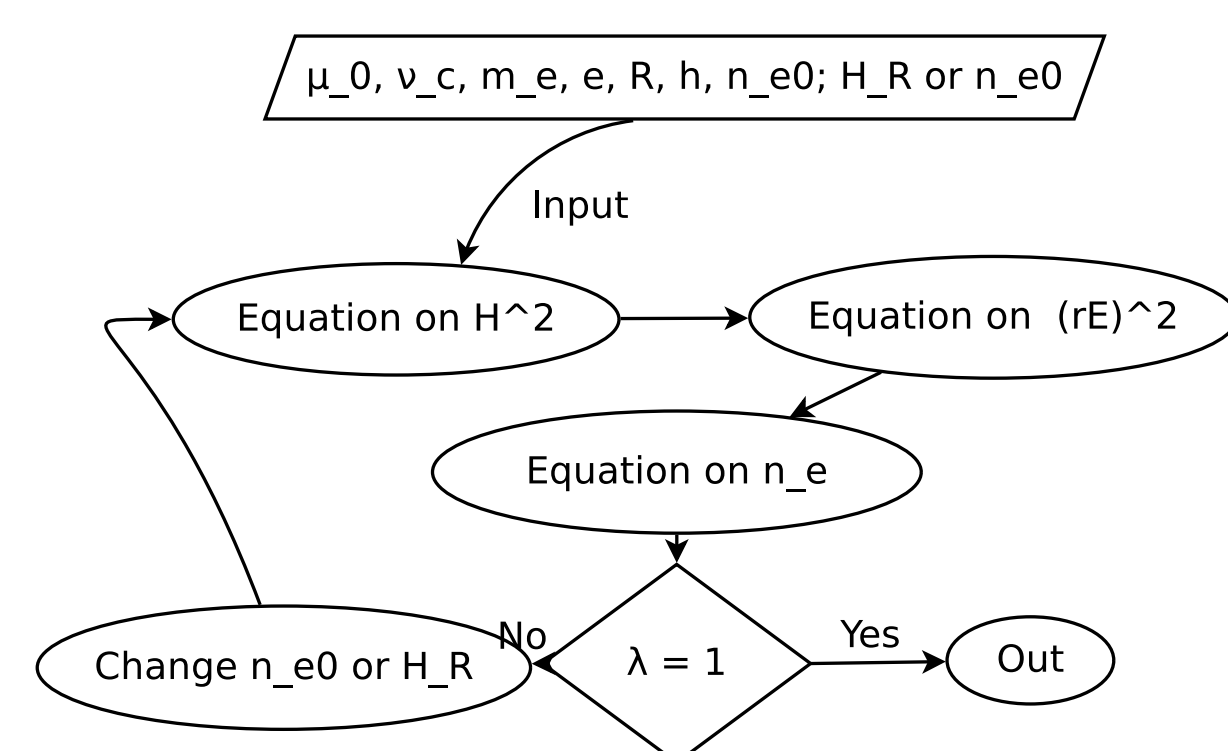 μ_0, ν_c, m_e, e, R, h, n_e0; H_R or n_e0
Input
Equation on H^2
Equation on (rE)^2
Equation on n_e
No
Yes
Change n_e0 or H_R
λ = 1
Out